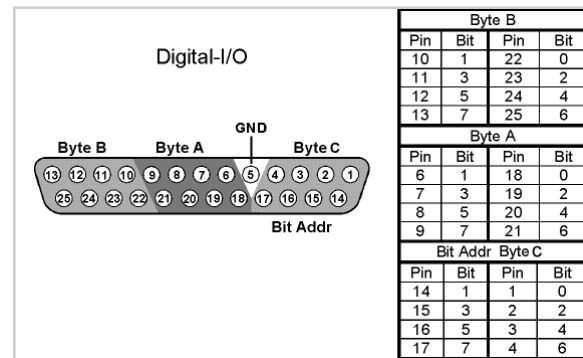 Digital-I/O
GND
Byte B Byte A Byte C
13 12 11 10 9 8 7 6 5 4 3 2 1
25 24 23 22 21 20 19 18 17 16 15 14
Bit Addr
Byte B
Pin Bit Pin Bit
10 1 22 0
11 3 23 2
12 5 24 4
13 7 25 6
Byte A
Pin Bit Pin Bit
6 1 18 0
7 3 19 2
8 5 20 4
9 7 21 6
Bit Addr Byte C
Pin Bit Pin Bit
14 1 1 0
15 3 2 2
16 5 3 4
17 7 4 6